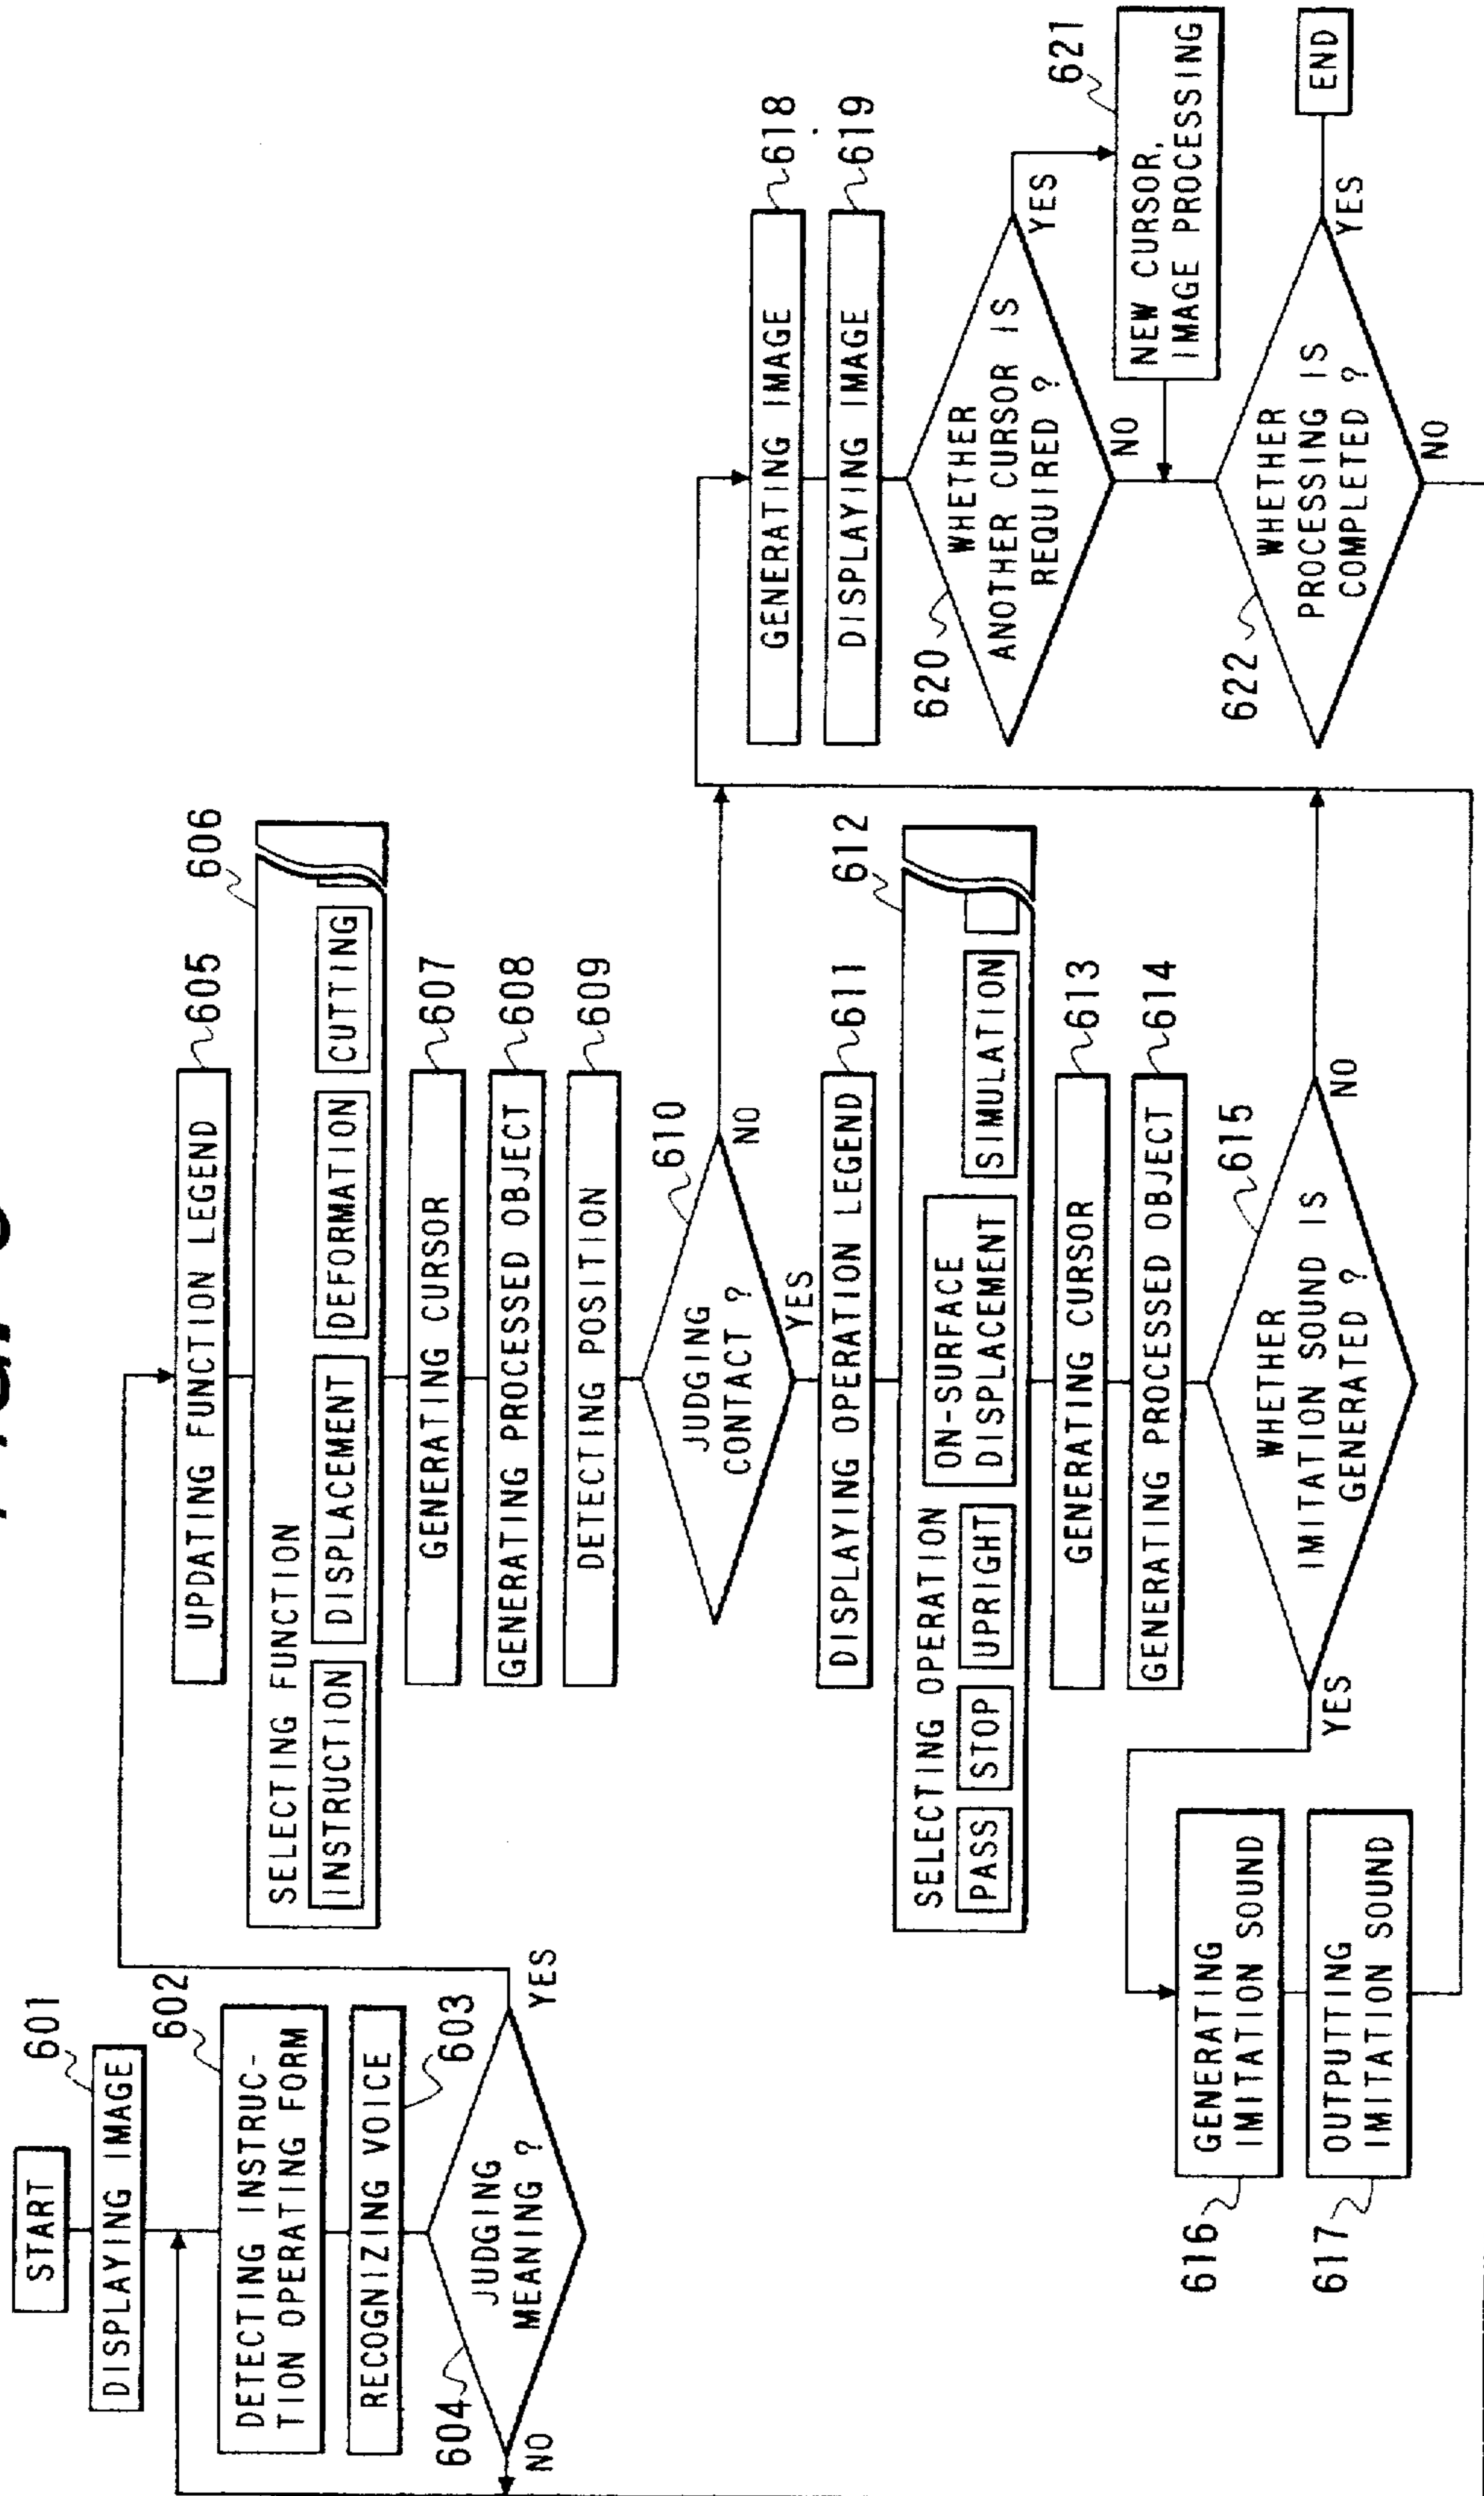 START
601
DISPLAYING IMAGE
602
DETECTING INSTRUC-
TION OPERATING FORM
RECOGNIZING VOICE
603
604
JUDGING
MEANING ?
YES
NO
UPDATING FUNCTION LEGEND
605
606
SELECTING FUNCTION
INSTRUCTION
DISPLACEMENT
DEFORMATION
CUTTING
GENERATING CURSOR
607
GENERATING PROCESSED OBJECT
608
DETECTING POSITION
609
610
JUDGING
CONTACT ?
NO
YES
DISPLAYING OPERATION LEGEND
611
612
SELECTING OPERATION
PASS
STOP
UPRIGHT
ON-SURFACE
DISPLACEMENT
SIMULATION
GENERATING CURSOR
613
GENERATING PROCESSED OBJECT
614
615
WHETHER
IMITATION SOUND IS
GENERATED ?
YES
NO
GENERATING
IMITATION SOUND
616
OUTPUTTING
IMITATION SOUND
617
GENERATING IMAGE
618
DISPLAYING IMAGE
619
620
WHETHER
ANOTHER CURSOR IS
REQUIRED ?
YES
NO
621
NEW CURSOR,
IMAGE PROCESSING
622
WHETHER
PROCESSING IS
COMPLETED ?
YES
NO
END